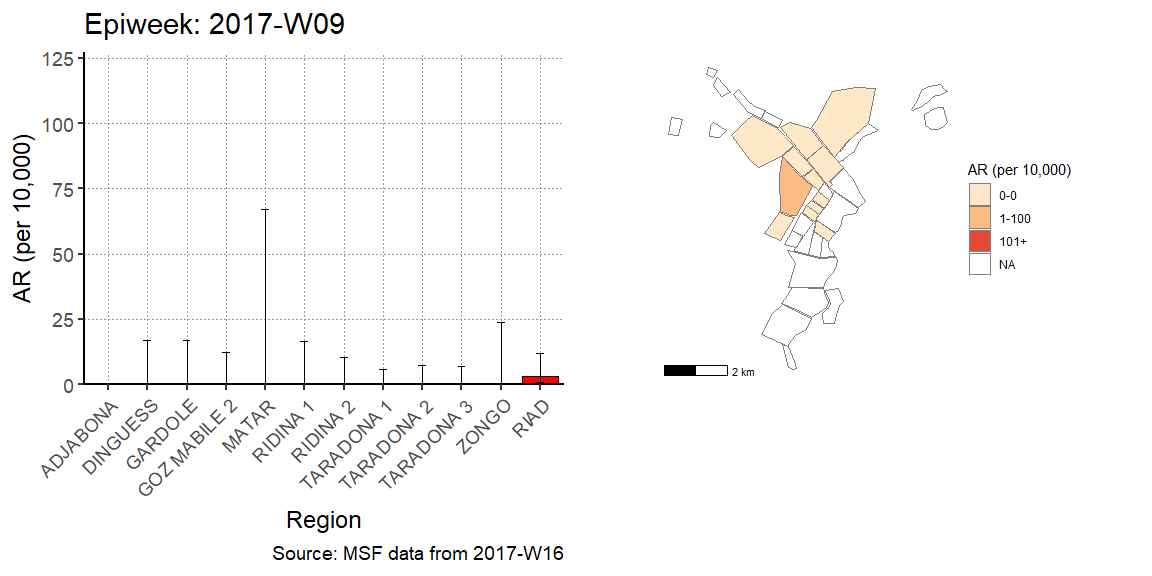 Epiweek: 2017-W09
AR (per 10,000)
125
100
75
50
25
0
ADJABONA
DINGUESS
GARDOLE
GOZ MABILE 2
MATAR
RIDINA 1
RIDINA 2
TARADONA 1
TARADONA 2
TARADONA 3
ZONGO
RIAD
Region
Source: MSF data from 2017-W16
AR (per 10,000)
0-0
1-100
101+
NA
2 km